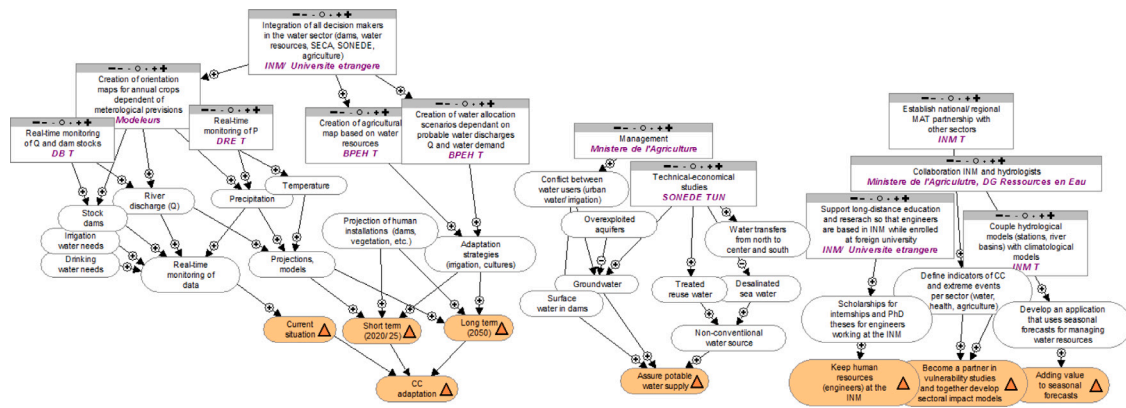 Integration of all decision makers
in the water sector (dams, water
resources, SECA, SONEDE,
agriculture)
INM/ Universite etrangere
Creation of orientation
maps for annual crops
dependent of
meterological previsions
Modeleurs
Real-time
monitoring of P
DRE T
Real-time monitoring
of Q and dam stocks
DB T
Creation of agricultural
map based on water
resources
BPEH T
Creation of water allocation
scenarios dependant on
probable water discharges
Q and water demand
BPEH T
Temperature
Precipitation
River
discharge (Q)
Stock
dams
Irrigation
water needs
Drinking
water needs
Real-time
monitoring of
data
Projections,
models
Projection of human
installations (dams,
vegetation, etc.)
Adaptation
strategies
(irrigation, cultures)
Current
situation
Short term
(2020/25)
Long term
(2050)
CC
adaptation
Management
Mnistere de l'Agriculture
Technical-economical
studies
SONEDE TUN
Conflict between
water users (urban
water/ irrigation)
Overexploited
aquifers
Water transfers
from north to
center and south
Groundwater
Surface
water in dams
Treated
reuse water
Desalinated
sea water
Non-conventional
water source
Assure potable
water supply
Establish national/ regional
MAT partnership with
other sectors
INM T
Collaboration INM and hydrologists
Ministere de l'Agriculutre, DG Ressources en Eau
Support long-distance education
and reserach so that engineers
are based in INM while enrolled
at foreign university
INM/ Universite etrangere
Couple hydrological
models (stations, river
basins) with climatological
models
INM T
Define indicators of CC
and extreme events
per sector (water,
health, agriculture)
Scholarships for
internships and PhD
theses for engineers
working at the INM
Develop an application
that uses seasonal
forecasts for managing
water resources
Keep human
resources
(engineers) at the
INM
Become a partner in
vulnerability studies
and together develop
sectoral impact models
Adding value
to seasonal
forecasts